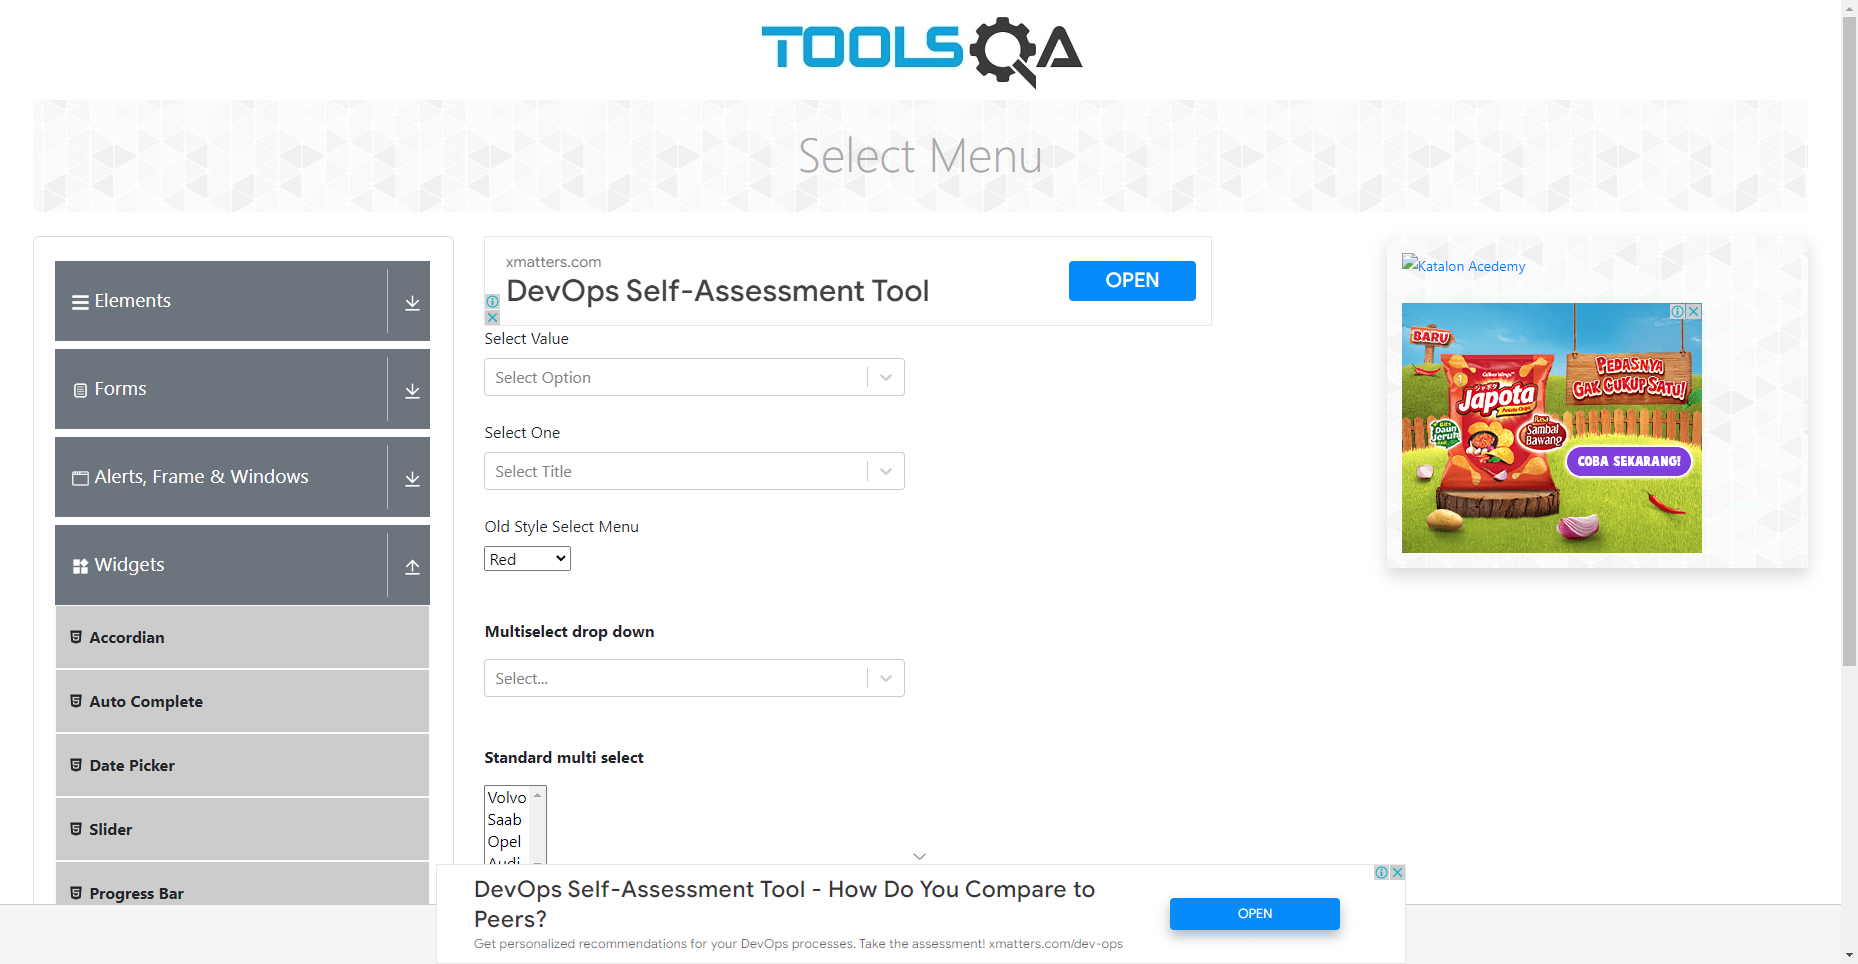 TOOLSQA
Select Menu
Elements
Forms
Alerts, Frame & Windows
Widgets
Accordian
Auto Complete
Date Picker
Slider
Progress Bar
xmatters.com
DevOps Self-Assessment Tool
OPEN
Select Value
Select Option
Select One
Select Title
Old Style Select Menu
Red
Multiselect drop down
Select...
Standard multi select
Volvo
Saab
Opel
Audi
Katalon Acedemy
BARU
PEDASNYA
GAK CUKUP SATU!
Japota
Potato Chips
Rasa
Sambal
Bawang
Daun
Jeruk
COBA SEKARANG!
DevOps Self-Assessment Tool - How Do You Compare to
Peers?
Get personalized recommendations for your DevOps processes. Take the assessment! xmatters.com/dev-ops
OPEN